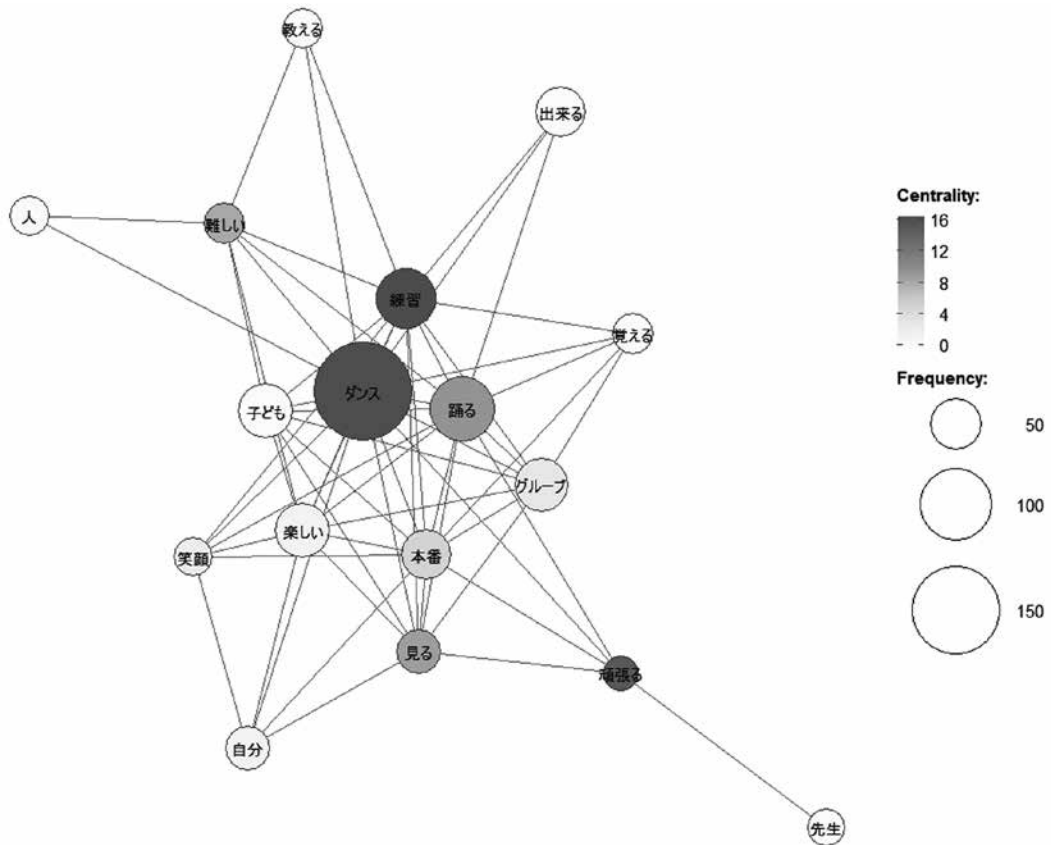 教える
出来る
人
難しい
Centrality:
16
12
8
4
0
練習
覚える
Frequency:
50
100
150
ダンス
踊る
子ども
グループ
楽しい
本番
笑顔
見る
頑張る
自分
先生